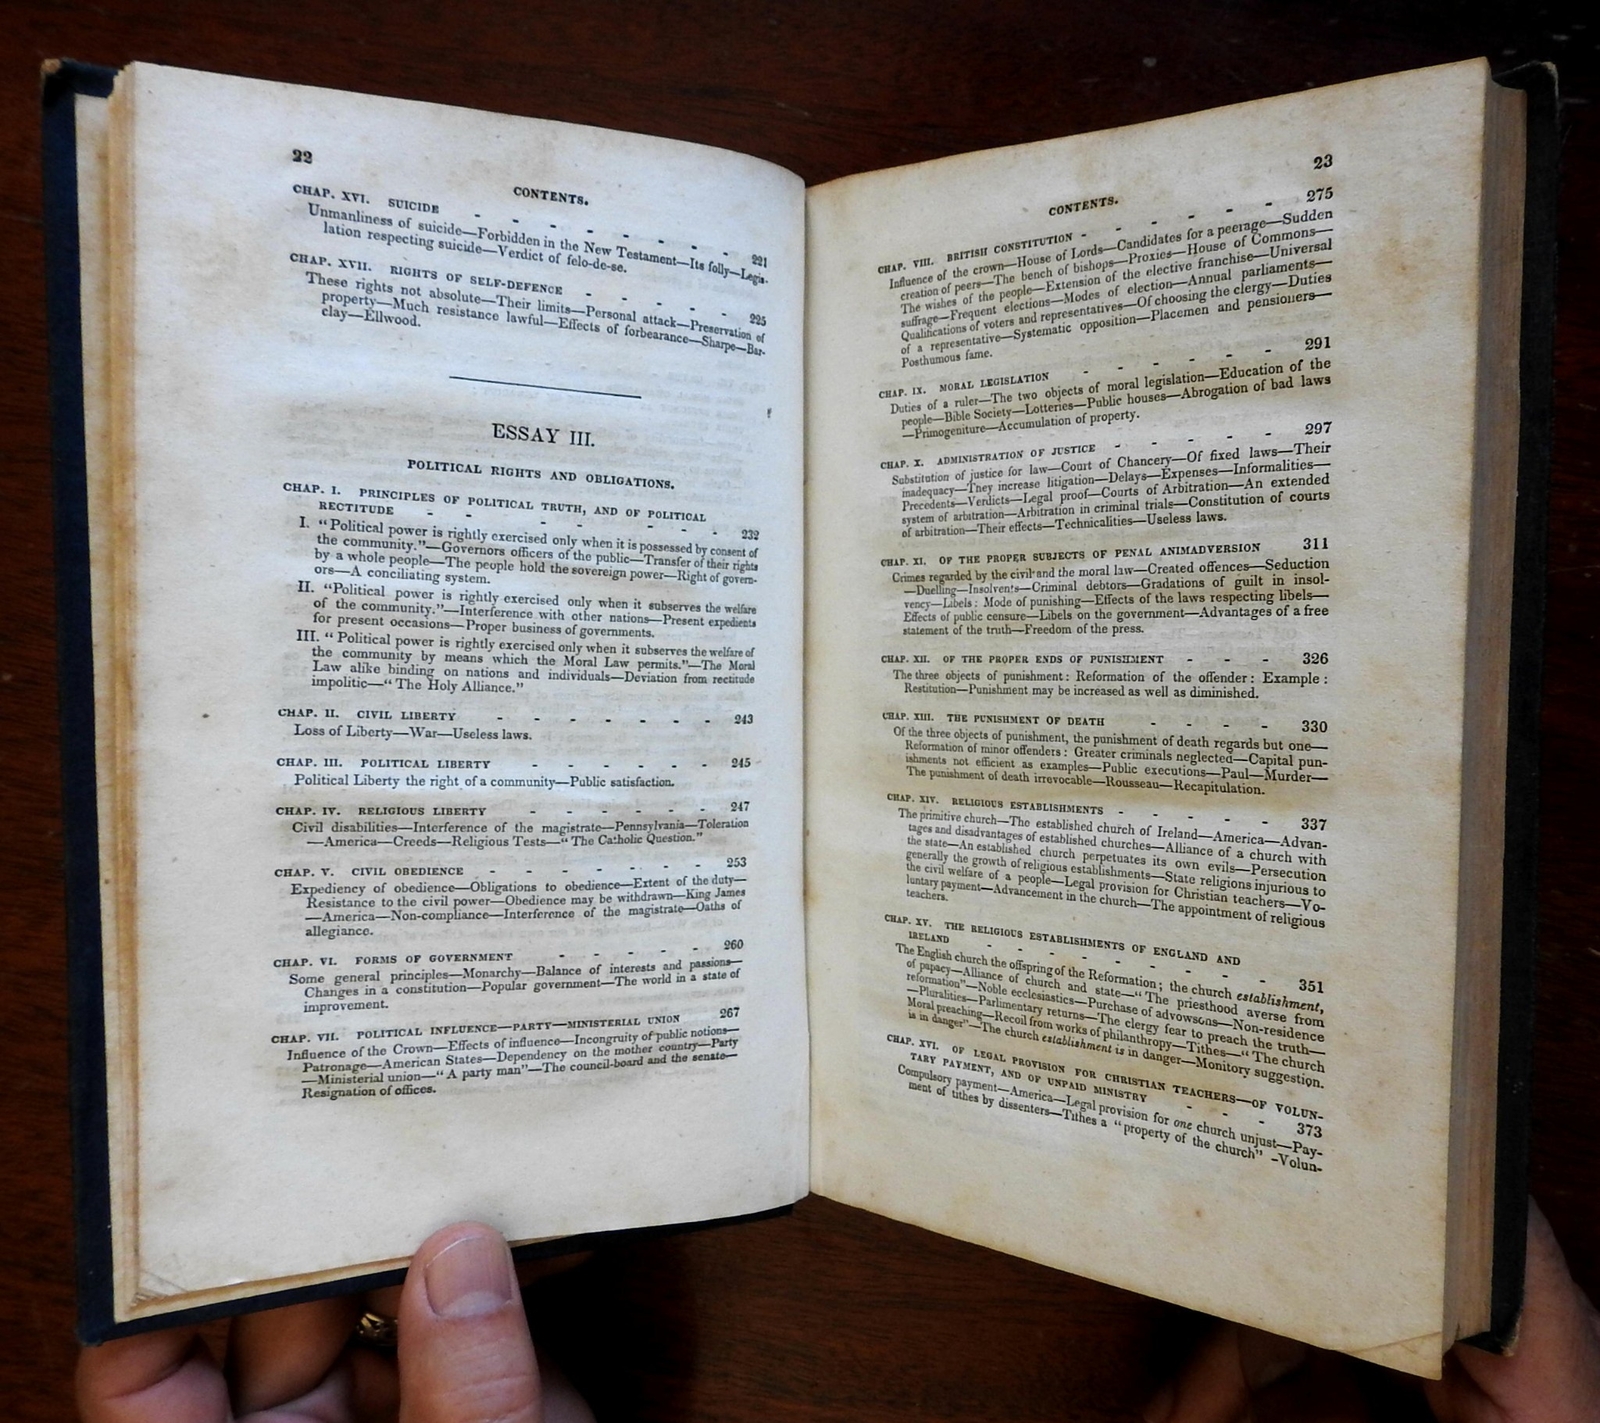 22
CONTENTS.
CHAP. XVI. SUICIDE - - - - - - - - 221
Unmanliness of suicide—Forbidden in the New Testament—Its folly—Legis-
lation respecting suicide—Verdict of felo-de-se.
CHAP. XVII. RIGHTS OF SELF-DEFENCE - - - - - - 225
These rights not absolute—Their limits—Personal attack—Preservation of
property—Much resistance lawful—Effects of forbearance—Sharpe—Bar-
clay—Ellwood.
ESSAY III.
POLITICAL RIGHTS AND OBLIGATIONS.
CHAP. I. PRINCIPLES OF POLITICAL TRUTH, AND OF POLITICAL
RECTITUDE - - - - - - - 232
I. “Political power is rightly exercised only when it is possessed by consent of
the community.”—Governors officers of the public—Transfer of their rights
by a whole people—The people hold the sovereign power—Right of govern-
ors—A conciliating system.
II. “Political power is rightly exercised only when it subserves the welfare
of the community.”—Interference with other nations—Present expedients
for present occasions—Proper business of governments.
III. “Political power is rightly exercised only when it subserves the welfare of
the community by means which the Moral Law permits.”—The Moral
Law alike binding on nations and individuals—Deviation from rectitude
impolitic—“The Holy Alliance.”
CHAP. II. CIVIL LIBERTY - - - - - - - 243
Loss of Liberty—War—Useless laws.
CHAP. III. POLITICAL LIBERTY - - - - - - 245
Political Liberty the right of a community—Public satisfaction.
CHAP. IV. RELIGIOUS LIBERTY - - - - - - 247
Civil disabilities—Interference of the magistrate—Pennsylvania—Toleration
—America—Creeds—Religious Tests—“The Catholic Question.”
CHAP. V. CIVIL OBEDIENCE - - - - - - - 253
Expediency of obedience—Obligations to obedience—Extent of the duty—
Resistance to the civil power—Obedience may be withdrawn—King James
—America—Non-compliance—Interference of the magistrate—Oaths of
allegiance.
CHAP. VI. FORMS OF GOVERNMENT - - - - - 260
Some general principles—Monarchy—Balance of interests and passions—
Changes in a constitution—Popular government—The world in a state of
improvement.
CHAP. VII. POLITICAL INFLUENCE—PARTY—MINISTERIAL UNION 267
Influence of the Crown—Effects of influence—Incongruity of public notions—
Patronage—American States—Dependency on the mother country—Party
—Ministerial union—“A party man”—The council-board and the senate—
Resignation of offices.
23
CONTENTS.
CHAP. VIII. BRITISH CONSTITUTION - - - - - - 275
Influence of the crown—House of Lords—Candidates for a peerage—Sudden
creation of peers—The bench of bishops—Proxies—House of Commons—
The wishes of the people—Extension of the elective franchise—Universal
suffrage—Frequent elections—Modes of election—Annual parliaments—
Qualifications of voters and representatives—Of choosing the clergy—Duties
of a representative—Systematic opposition—Placemen and pensioners—
Posthumous fame.
CHAP. IX. MORAL LEGISLATION - - - - - - 291
Duties of a ruler—The two objects of moral legislation—Education of the
people—Bible Society—Lotteries—Public houses—Abrogation of bad laws
—Primogeniture—Accumulation of property.
CHAP. X. ADMINISTRATION OF JUSTICE - - - - - 297
Substitution of justice for law—Court of Chancery—Of fixed laws—Their
inadequacy—They increase litigation—Delays—Expenses—Informalities—
Precedents—Verdicts—Legal proof—Courts of Arbitration—An extended
system of arbitration—Arbitration in criminal trials—Constitution of courts
of arbitration—Their effects—Technicalities—Useless laws.
CHAP. XI. OF THE PROPER SUBJECTS OF PENAL ANIMADVERSION 311
Crimes regarded by the civil and the moral law—Created offences—Seduction
—Duelling—Insolvents—Criminal debtors—Gradations of guilt in insol-
vency—Libels: Mode of punishing—Effects of the laws respecting libels—
Effects of public censure—Libels on the government—Advantages of a free
statement of the truth—Freedom of the press.
CHAP. XII. OF THE PROPER ENDS OF PUNISHMENT - - - 326
The three objects of punishment: Reformation of the offender: Example:
Restitution—Punishment may be increased as well as diminished.
CHAP. XIII. THE PUNISHMENT OF DEATH - - - - 330
Of the three objects of punishment, the punishment of death regards but one—
Reformation of minor offenders: Greater criminals neglected—Capital pun-
ishments not efficient as examples—Public executions—Paul—Murder—
The punishment of death irrevocable—Rousseau—Recapitulation.
CHAP. XIV. RELIGIOUS ESTABLISHMENTS - - - - - 337
The primitive church—The established church of Ireland—America—Advan-
tages and disadvantages of established churches—Alliance of a church with
the state—An established church perpetuates its own evils—Persecution
generally the growth of religious establishments—State religions injurious to
the civil welfare of a people—Legal provision for Christian teachers—Vo-
luntary payment—Advancement in the church—The appointment of religious
teachers.
CHAP. XV. THE RELIGIOUS ESTABLISHMENTS OF ENGLAND AND
IRELAND - - - - - - - - 351
The English church the offspring of the Reformation; the church establishment,
of papacy—Alliance of church and state—“The priesthood averse from
reformation”—Noble ecclesiastics—Purchase of advowsons—Non-residence
—Pluralities—Parlimentary returns—The clergy fear to preach the truth—
Moral preaching—Recoil from works of philanthropy—Tithes—“The church
is in danger”—The church establishment is in danger—Monitory suggestion.
CHAP. XVI. OF LEGAL PROVISION FOR CHRISTIAN TEACHERS—OF VOLUN-
TARY PAYMENT, AND OF UNPAID MINISTRY - - - 373
Compulsory payment—America—Legal provision for one church unjust—Pay-
ment of tithes by dissenters—Tithes a “property of the church” -Volun-